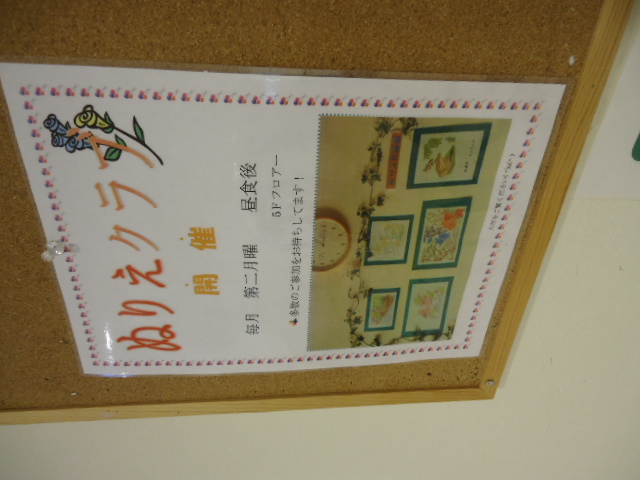 ぬりえクラブ
開催
毎月 第二月曜 昼食後
5Fフロアー
多数のご参加をお待ちしてます！